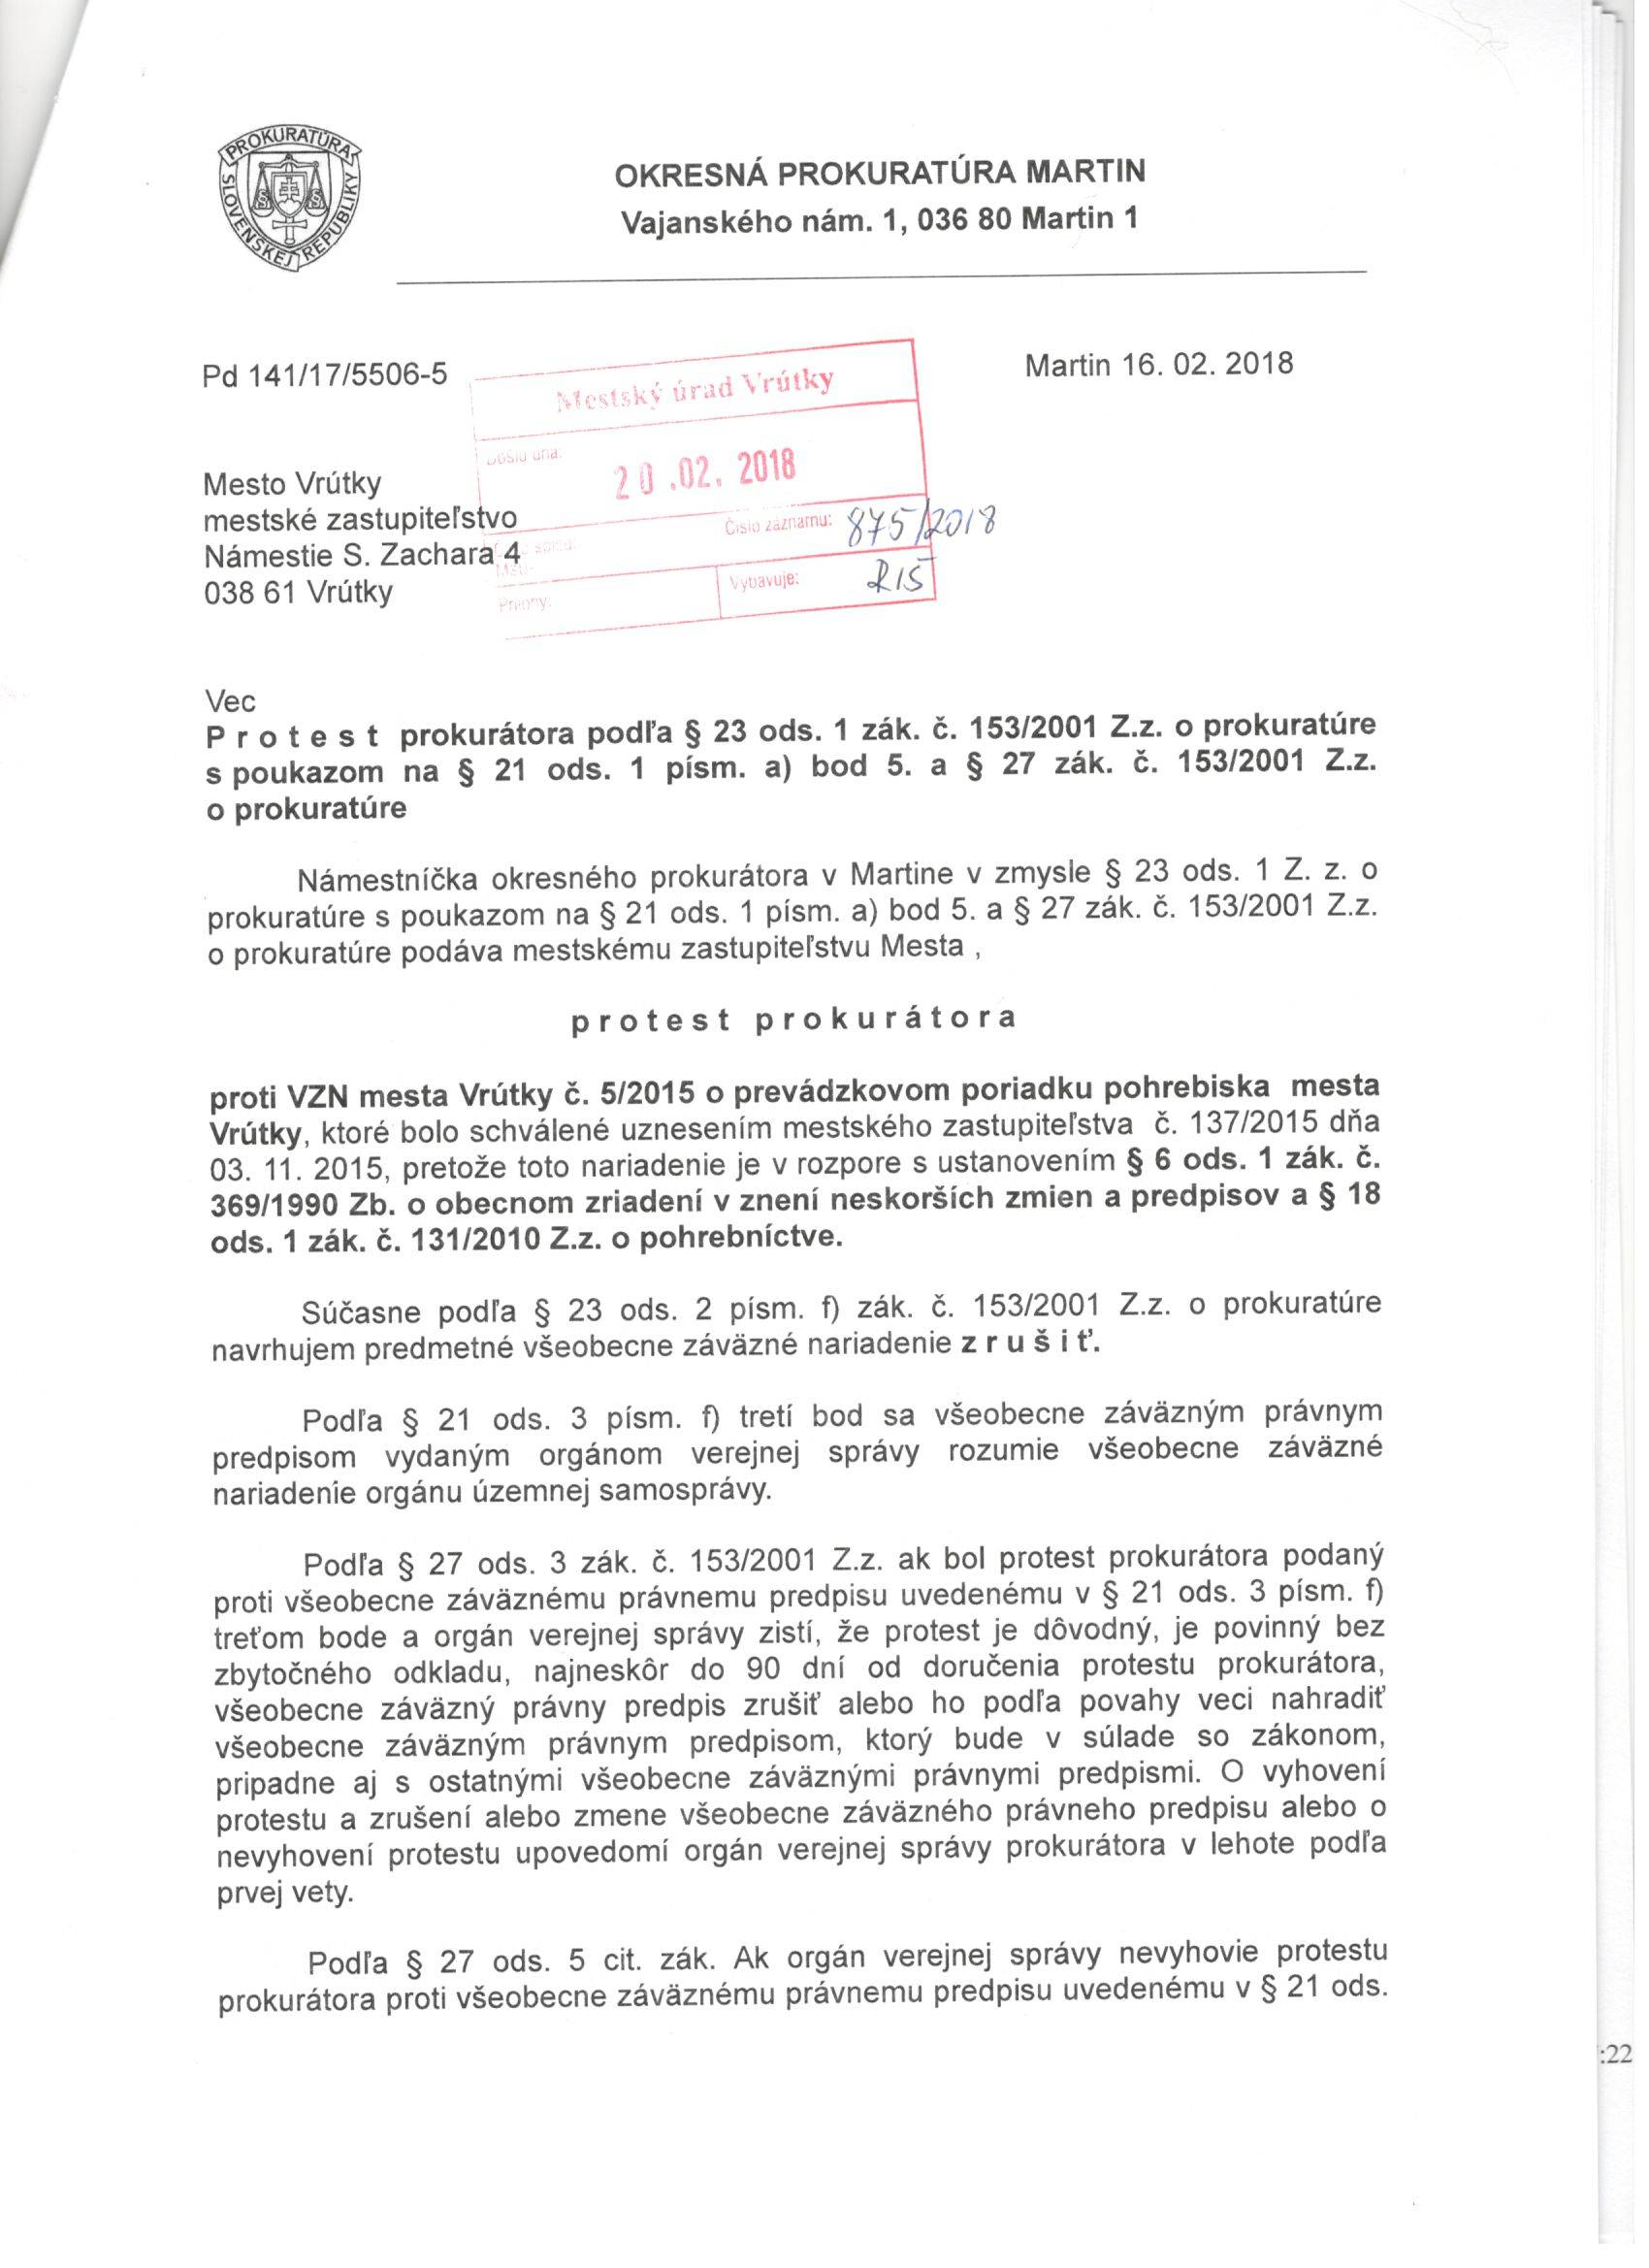 PROKURATÚRA
SLOVENSKEJ REPUBLIKY
OKRESNÁ PROKURATÚRA MARTIN
Vajanského nám. 1, 036 80 Martin 1
Pd 141/17/5506-5
Martin 16. 02. 2018
Mestský úrad Vrútky
Došlo dňa:
20.02.2018
Číslo záznamu: 875/2018
Vybavuje: RIS
Mesto Vrútky
mestské zastupiteľstvo
Námestie S. Zachara 4
038 61 Vrútky
Vec
P r o t e s t prokurátora podľa § 23 ods. 1 zák. č. 153/2001 Z.z. o prokuratúre
s poukazom na § 21 ods. 1 písm. a) bod 5. a § 27 zák. č. 153/2001 Z.z.
o prokuratúre
Námestníčka okresného prokurátora v Martine v zmysle § 23 ods. 1 Z. z. o
prokuratúre s poukazom na § 21 ods. 1 písm. a) bod 5. a § 27 zák. č. 153/2001 Z.z.
o prokuratúre podáva mestskému zastupiteľstvu Mesta ,
p r o t e s t p r o k u r á t o r a
proti VZN mesta Vrútky č. 5/2015 o prevádzkovom poriadku pohrebiska mesta
Vrútky, ktoré bolo schválené uznesením mestského zastupiteľstva č. 137/2015 dňa
03. 11. 2015, pretože toto nariadenie je v rozpore s ustanovením § 6 ods. 1 zák. č.
369/1990 Zb. o obecnom zriadení v znení neskorších zmien a predpisov a § 18
ods. 1 zák. č. 131/2010 Z.z. o pohrebníctve.
Súčasne podľa § 23 ods. 2 písm. f) zák. č. 153/2001 Z.z. o prokuratúre
navrhujem predmetné všeobecne záväzné nariadenie z r u š i ť.
Podľa § 21 ods. 3 písm. f) tretí bod sa všeobecne záväzným právnym
predpisom vydaným orgánom verejnej správy rozumie všeobecne záväzné
nariadenie orgánu územnej samosprávy.
Podľa § 27 ods. 3 zák. č. 153/2001 Z.z. ak bol protest prokurátora podaný
proti všeobecne záväznému právnemu predpisu uvedenému v § 21 ods. 3 písm. f)
treťom bode a orgán verejnej správy zistí, že protest je dôvodný, je povinný bez
zbytočného odkladu, najneskôr do 90 dní od doručenia protestu prokurátora,
všeobecne záväzný právny predpis zrušiť alebo ho podľa povahy veci nahradiť
všeobecne záväzným právnym predpisom, ktorý bude v súlade so zákonom,
pripadne aj s ostatnými všeobecne záväznými právnymi predpismi. O vyhovení
protestu a zrušení alebo zmene všeobecne záväzného právneho predpisu alebo o
nevyhovení protestu upovedomí orgán verejnej správy prokurátora v lehote podľa
prvej vety.
Podľa § 27 ods. 5 cit. zák. Ak orgán verejnej správy nevyhovie protestu
prokurátora proti všeobecne záväznému právnemu predpisu uvedenému v § 21 ods.
:22